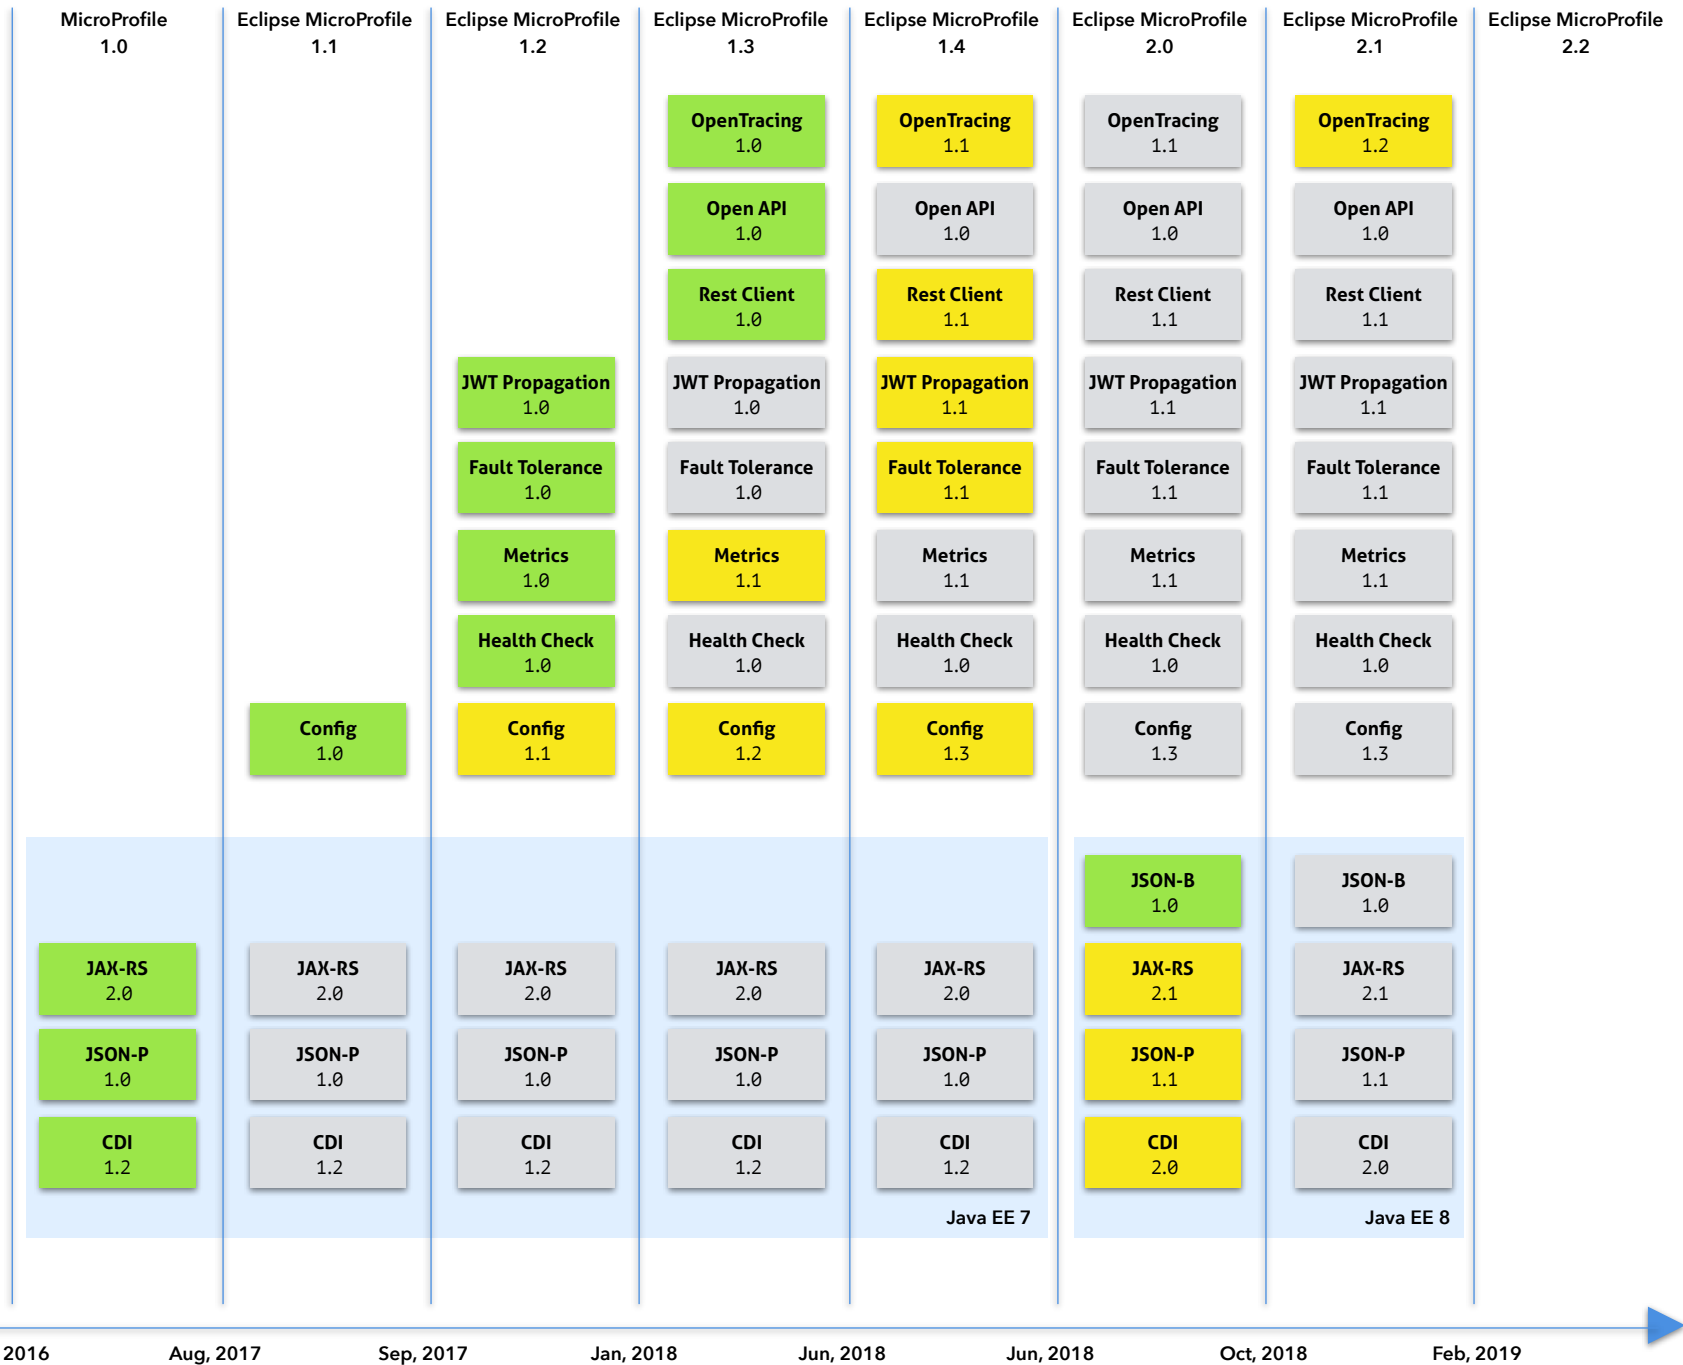 MicroProfile
1.0
Eclipse MicroProfile
1.1
Eclipse MicroProfile
1.2
Eclipse MicroProfile
1.3
Eclipse MicroProfile
1.4
Eclipse MicroProfile
2.0
Eclipse MicroProfile
2.1
Eclipse MicroProfile
2.2
OpenTracing
1.0
OpenTracing
1.1
OpenTracing
1.1
OpenTracing
1.2
Open API
1.0
Open API
1.0
Open API
1.0
Open API
1.0
Rest Client
1.0
Rest Client
1.1
Rest Client
1.1
Rest Client
1.1
JWT Propagation
1.0
JWT Propagation
1.0
JWT Propagation
1.1
JWT Propagation
1.1
JWT Propagation
1.1
Fault Tolerance
1.0
Fault Tolerance
1.0
Fault Tolerance
1.1
Fault Tolerance
1.1
Fault Tolerance
1.1
Metrics
1.0
Metrics
1.1
Metrics
1.1
Metrics
1.1
Metrics
1.1
Health Check
1.0
Health Check
1.0
Health Check
1.0
Health Check
1.0
Health Check
1.0
Config
1.0
Config
1.1
Config
1.2
Config
1.3
Config
1.3
Config
1.3
JSON-B
1.0
JSON-B
1.0
JAX-RS
2.0
JAX-RS
2.0
JAX-RS
2.0
JAX-RS
2.0
JAX-RS
2.0
JAX-RS
2.1
JAX-RS
2.1
JSON-P
1.0
JSON-P
1.0
JSON-P
1.0
JSON-P
1.0
JSON-P
1.0
JSON-P
1.1
JSON-P
1.1
CDI
1.2
CDI
1.2
CDI
1.2
CDI
1.2
CDI
1.2
CDI
2.0
CDI
2.0
Java EE 7
Java EE 8
2016
Aug, 2017
Sep, 2017
Jan, 2018
Jun, 2018
Jun, 2018
Oct, 2018
Feb, 2019